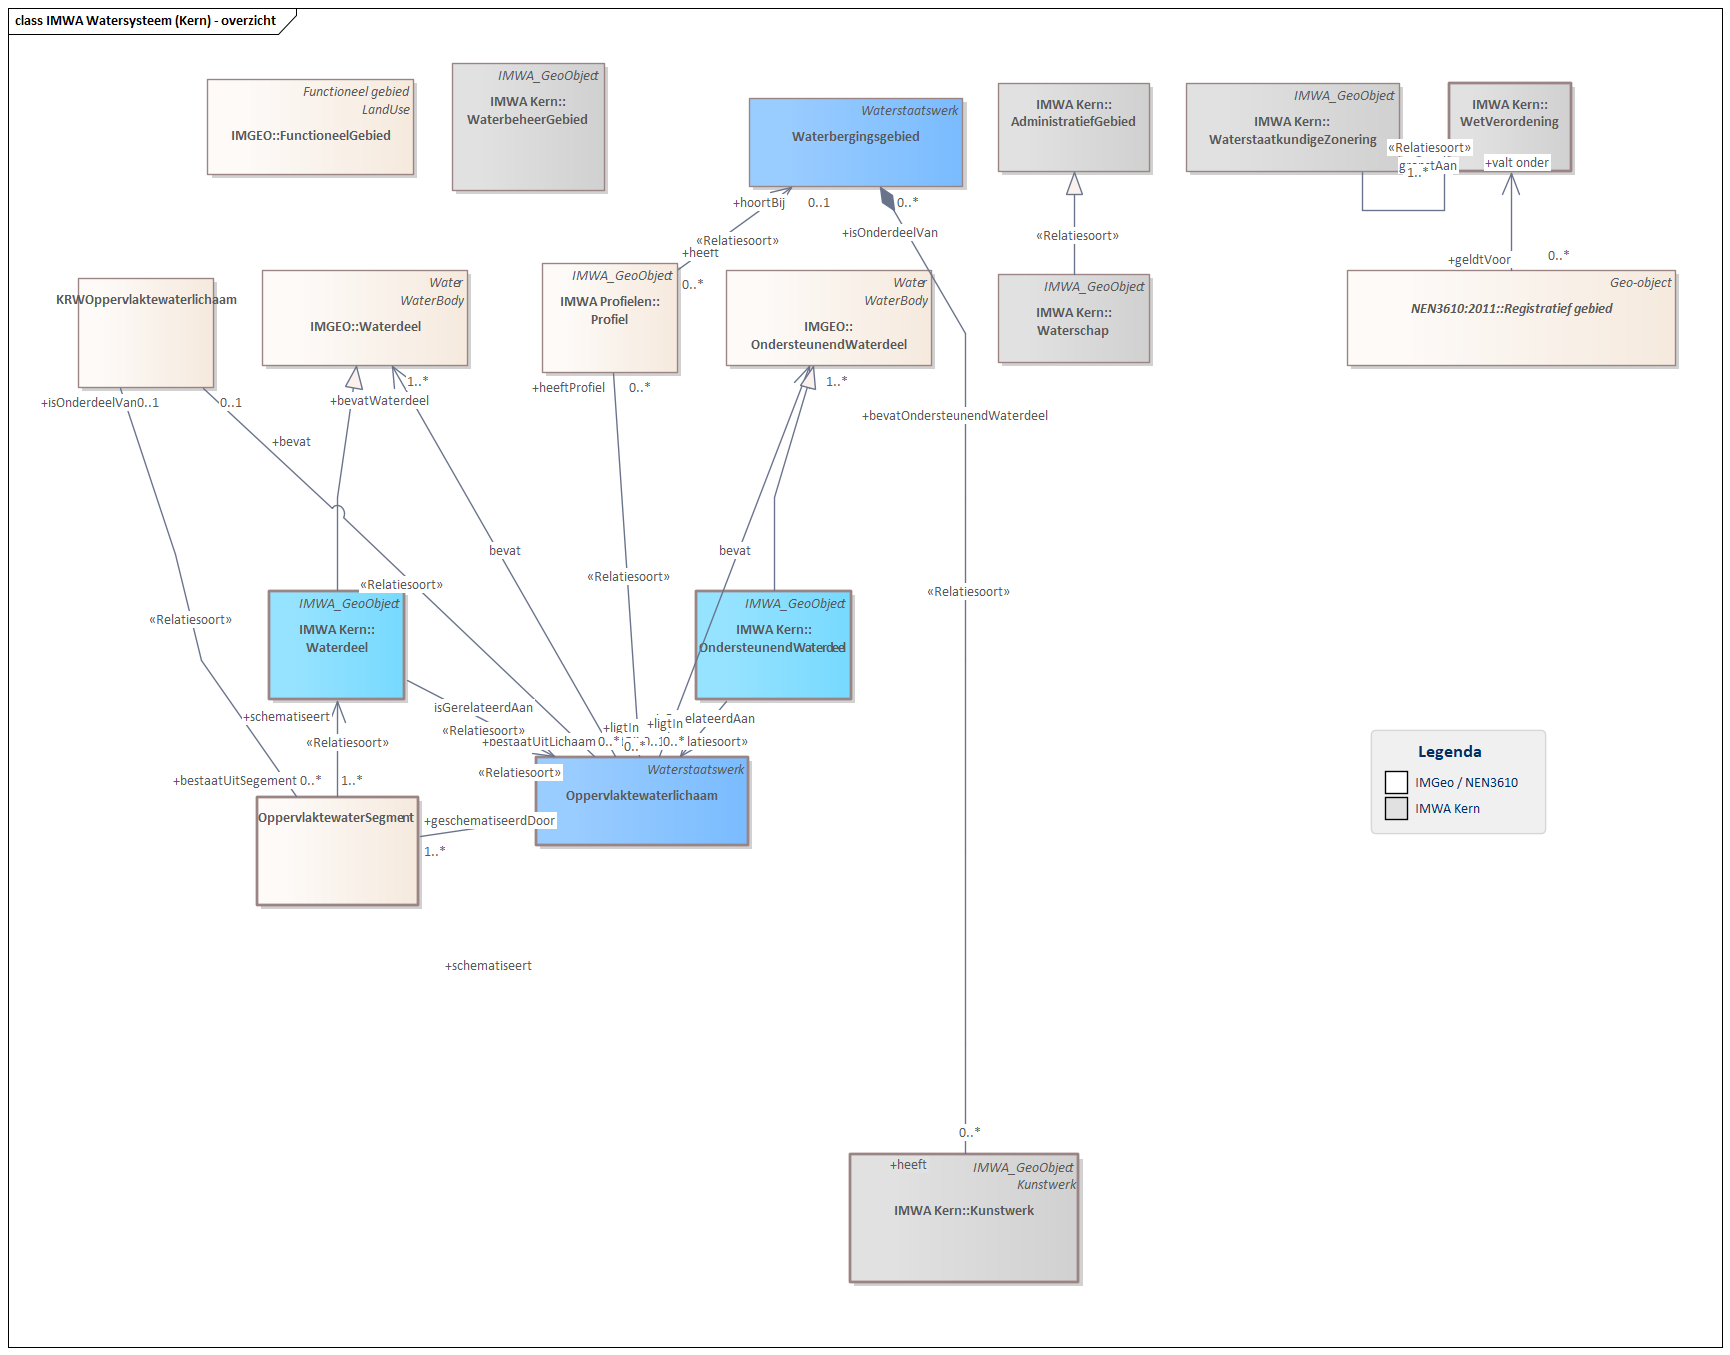 class IMWA Watersysteem (Kern) - overzicht
Functioneel gebied
LandUse
IMGEO::FunctioneelGebied
IMWA_GeoObject
IMWA Kern::
WaterbeheerGebied
Waterstaatswerk
Waterbergingsgebied
IMWA Kern::
AdministratiefGebied
IMWA_GeoObject
IMWA Kern::
WaterstaatkundigeZonering
IMWA Kern::
WetVerordening
«Relatiesoort»
1..*
+valt onder
+hoortBij
0..1
0..*
+isOnderdeelVan
«Relatiesoort»
+heeft
0..*
«Relatiesoort»
+geldtVoor
0..*
KRWOppervlaktewaterlichaam
Water
WaterBody
IMGEO::Waterdeel
IMWA_GeoObject
IMWA Profielen::
Profiel
Water
WaterBody
IMGEO::
OndersteunendWaterdeel
IMWA_GeoObject
IMWA Kern::
Waterschap
Geo-object
NEN3610:2011::Registratief gebied
+isOnderdeelVan
0..1
0..1
+bevat
1..*
+bevatWaterdeel
+heeftProfiel
0..*
1..*
+bevatOndersteunendWaterdeel
bevat
bevat
«Relatiesoort»
«Relatiesoort»
«Relatiesoort»
«Relatiesoort»
IMWA_GeoObject
IMWA Kern::
Waterdeel
IMWA_GeoObject
IMWA Kern::
OndersteunendWaterdeel
+schematiseert
«Relatiesoort»
isGerelateerdAan
«Relatiesoort»
+bestaatUitLichaam
0..*
+ligtIn
0..*
+ligtIn
0..*
elateerdAan
latiesoort»
+bestaatUitSegement
0..*
1..*
«Relatiesoort»
Waterstaatswerk
Oppervlaktewaterlichaam
OppervlaktewaterSegment
+geschematiseerdDoor
1..*
+schematiseert
Legenda
IMGeo / NEN3610
IMWA Kern
0..*
+heeft
IMWA_GeoObject
Kunstwerk
IMWA Kern::Kunstwerk